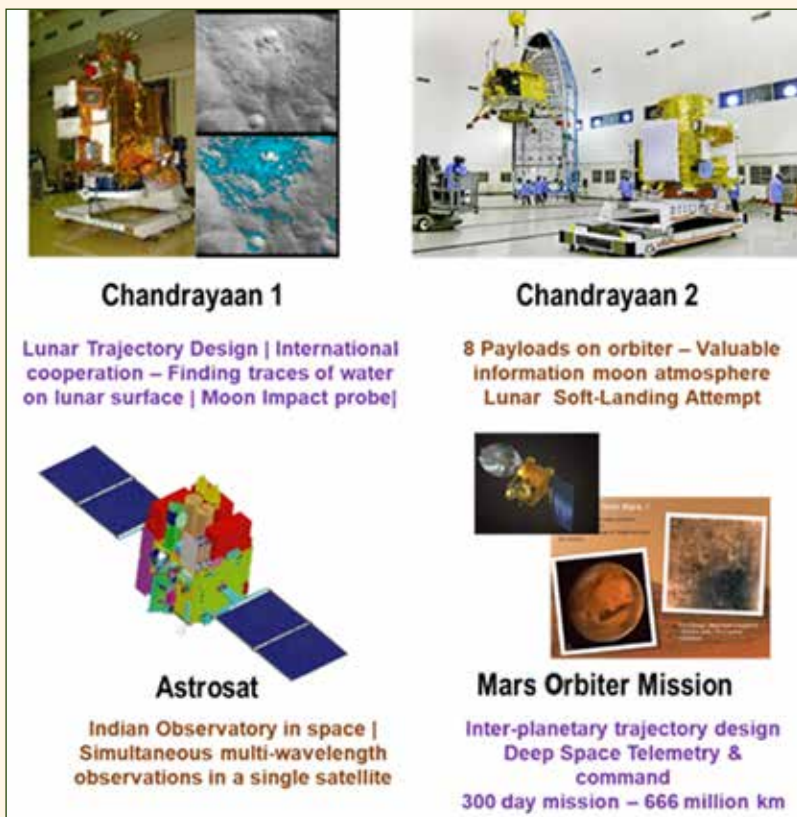 Chandrayaan 1
Lunar Trajectory Design | International
cooperation – Finding traces of water
on lunar surface | Moon Impact probe|
Chandrayaan 2
8 Payloads on orbiter – Valuable
information moon atmosphere
Lunar Soft-Landing Attempt
Astrosat
Indian Observatory in space |
Simultaneous multi-wavelength
observations in a single satellite
Mars Orbiter Mission
Inter-planetary trajectory design
Deep Space Telemetry &
command
300 day mission – 666 million km